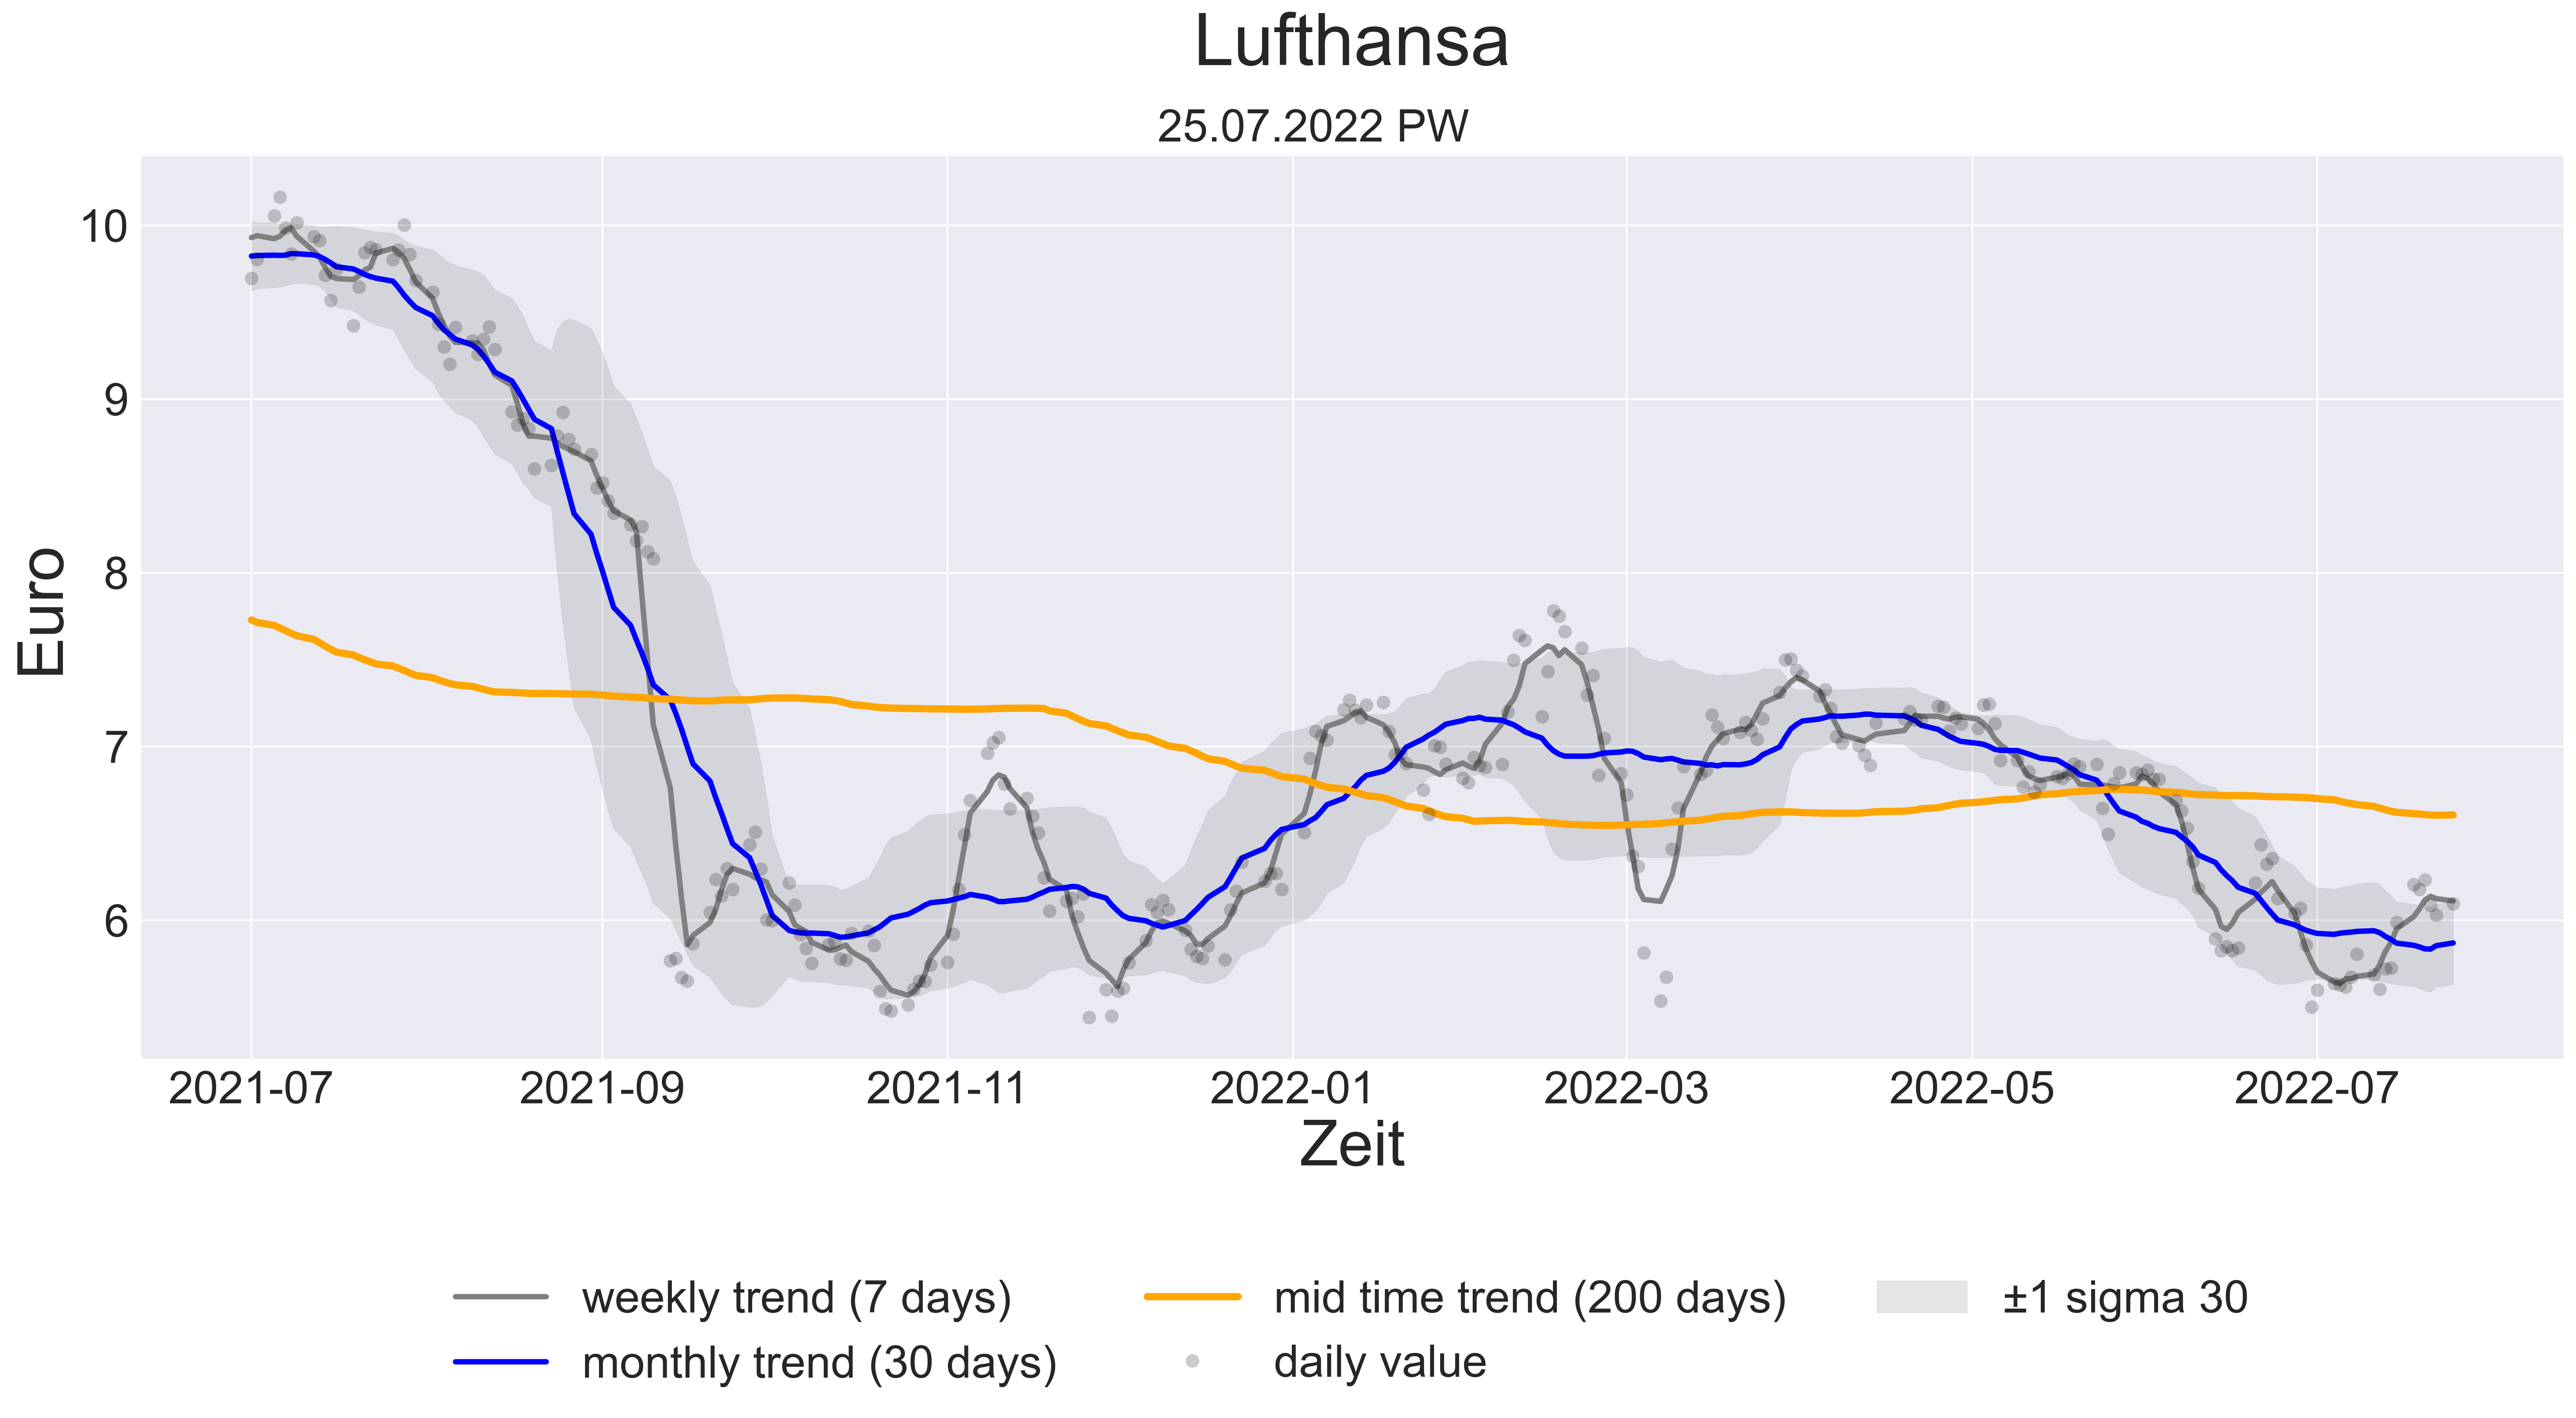 Lufthansa
25.07.2022 PW
10
9
8
7
6
Euro
2021-07 2021-09 2021-11 2022-01 2022-03 2022-05 2022-07
Zeit
weekly trend (7 days) mid time trend (200 days) ±1 sigma 30
monthly trend (30 days) daily value